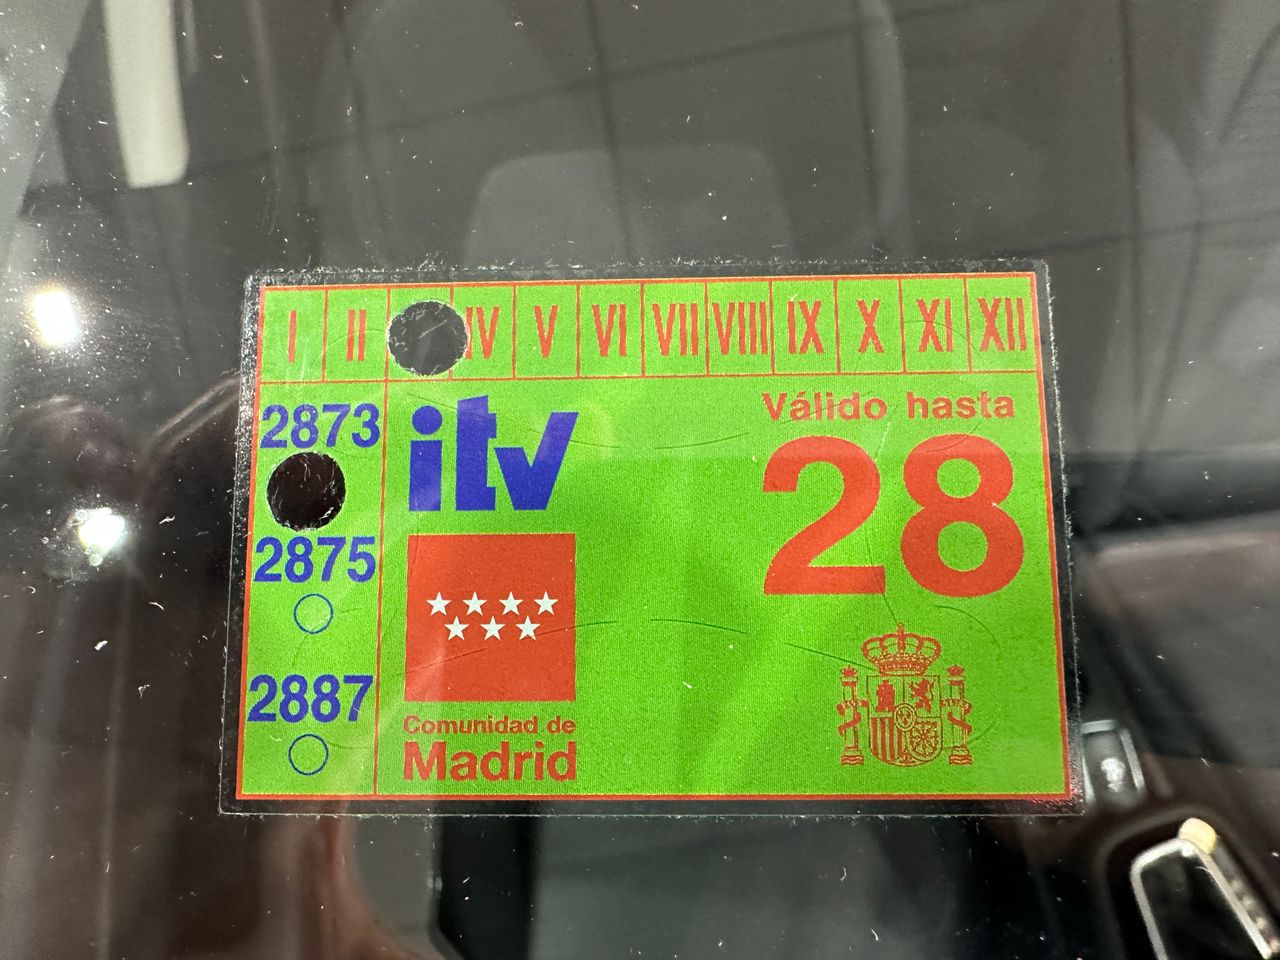 I II IV V VI VII VIII IX X XI XII
2873
2875
2887
itv
Comunidad de
Madrid
Válido hasta
28